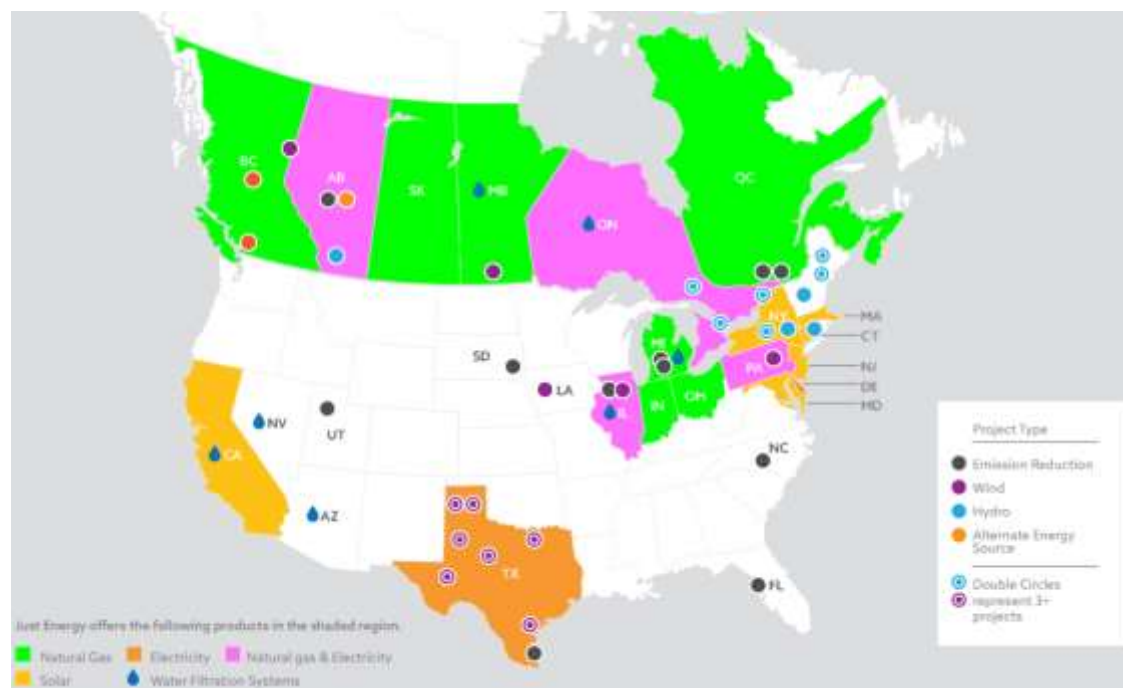 BC
AB
SK
MB
ON
QC
SD
LA
NV
UT
CA
AZ
TX
MI
IL
IN
OH
PA
NY
MA
CT
NJ
DE
MD
NC
FL
Project Type
Emission Reduction
Wind
Hydro
Alternate Energy
Source
Double Circles
represent 3+
projects
Just Energy offers the following products in the shaded region.
Natural Gas Electricity Natural gas & Electricity
Solar Water Filtration Systems